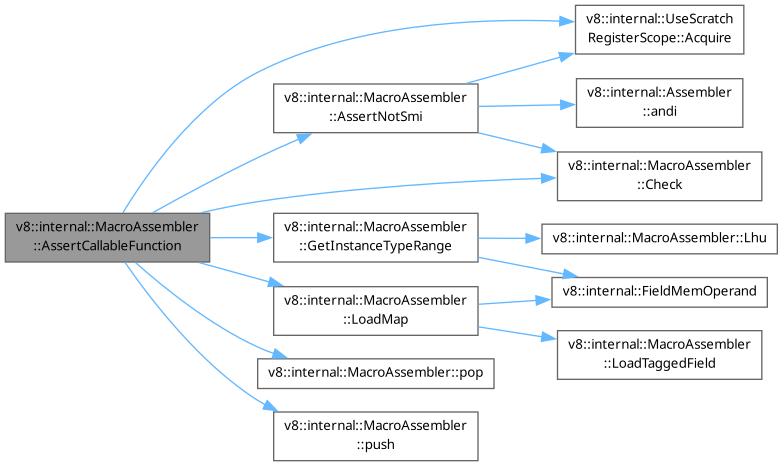 v8::internal::MacroAssembler
::AssertCallableFunction
v8::internal::UseScratch
RegisterScope::Acquire
v8::internal::MacroAssembler
::AssertNotSmi
v8::internal::Assembler
::andi
v8::internal::MacroAssembler
::Check
v8::internal::MacroAssembler
::GetInstanceTypeRange
v8::internal::MacroAssembler::Lhu
v8::internal::FieldMemOperand
v8::internal::MacroAssembler
::LoadMap
v8::internal::MacroAssembler
::LoadTaggedField
v8::internal::MacroAssembler::pop
v8::internal::MacroAssembler
::push